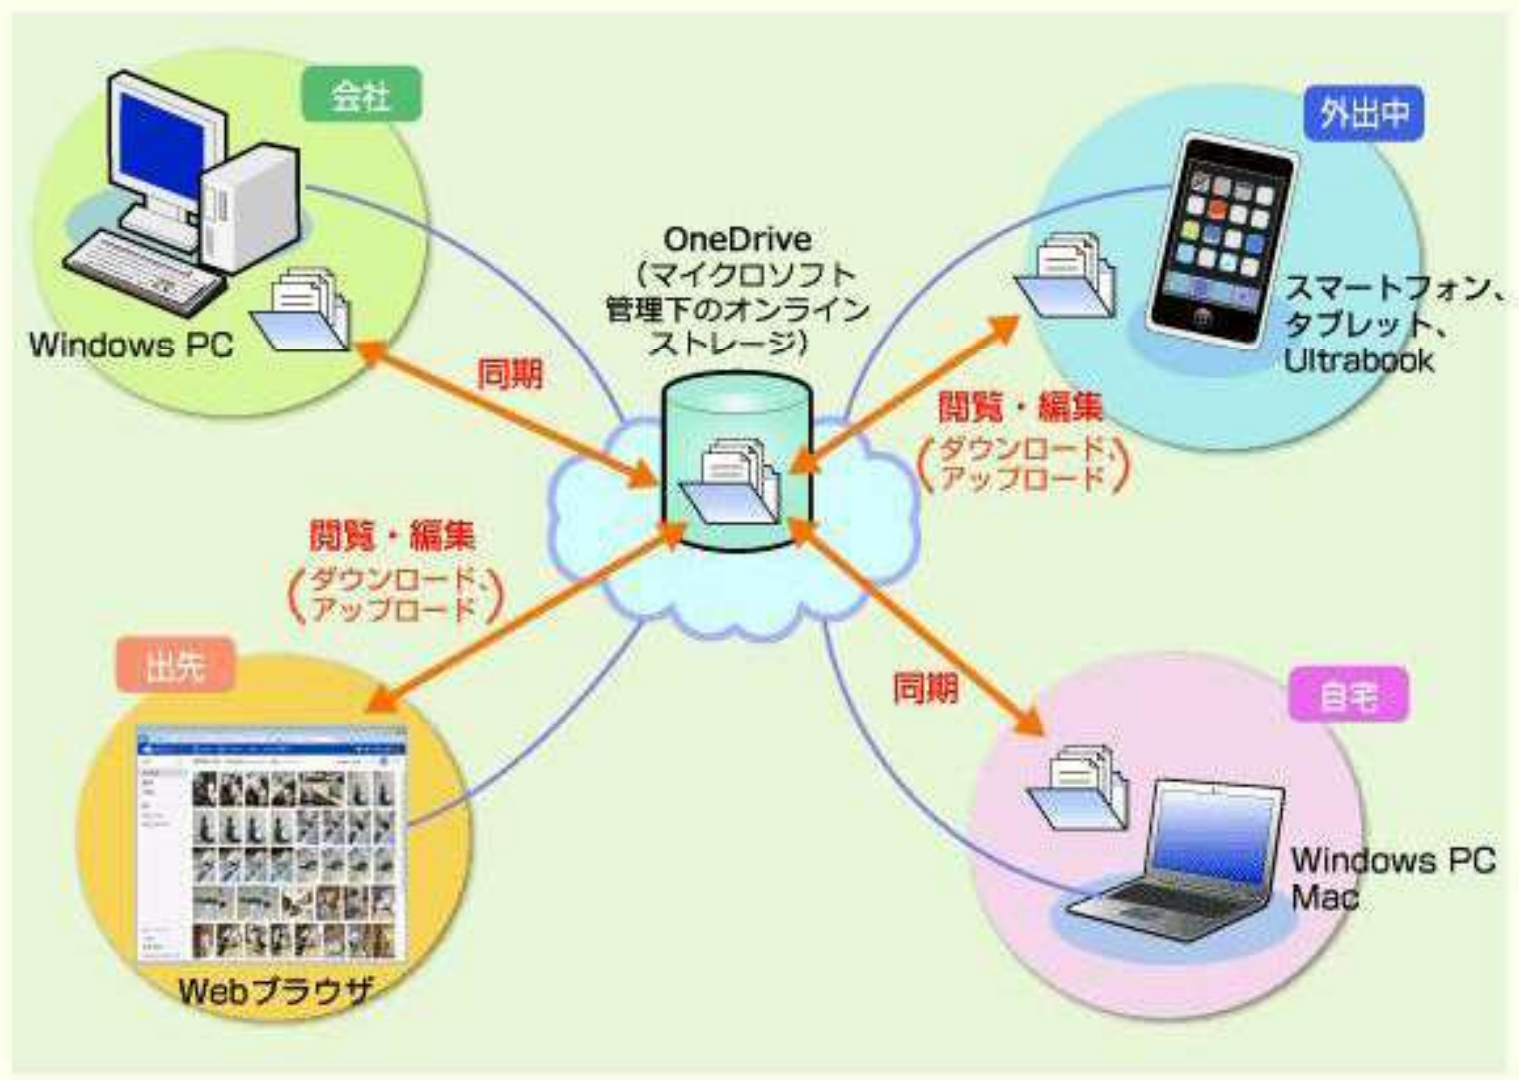 会社
Windows PC
同期
OneDrive
（マイクロソフト
管理下のオンライン
ストレージ）
外出中
スマートフォン、
タブレット、
Ultrabook
閲覧・編集
（ダウンロード、
アップロード）
閲覧・編集
（ダウンロード、
アップロード）
出先
Webブラウザ
同期
自宅
Windows PC
Mac